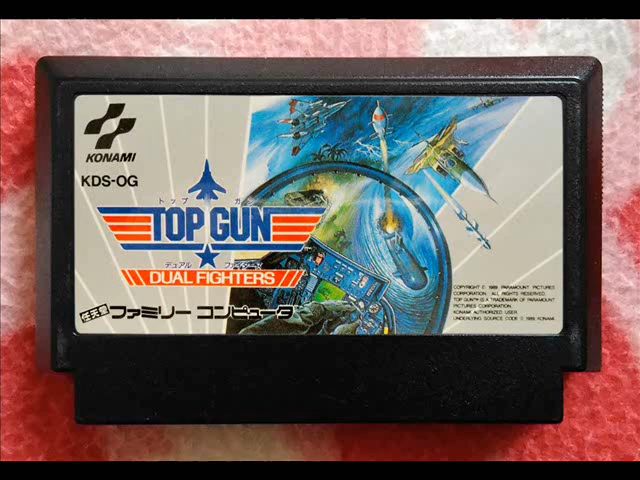 KONAMI
KDS-OG
トップ ガン
TOP GUN
デュアル ファイターズ
DUAL FIGHTERS
任天堂 ファミリー コンピュータ
COPYRIGHT © 1989 PARAMOUNT PICTURES
CORPORATION. ALL RIGHTS RESERVED.
TOP GUN™ IS A TRADEMARK OF PARAMOUNT
PICTURES CORPORATION.
KONAMI AUTHORIZED USER.
UNDERLYING SOURCE CODE © 1989 KONAMI